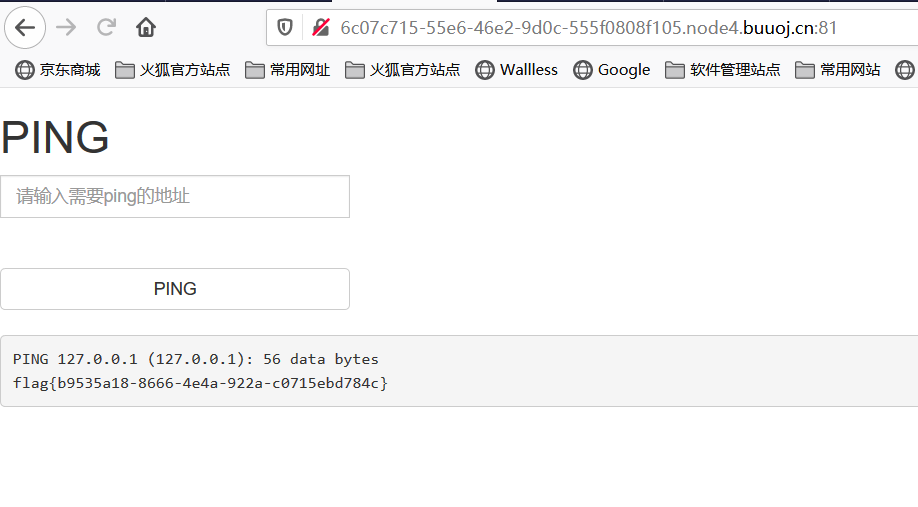 6c07c715-55e6-46e2-9d0c-555f0808f105.node4.buuoj.cn:81
京东商城 火狐官方站点 常用网址 火狐官方站点 Wallless Google 软件管理站点 常用网站
PING
请输入需要ping的地址
PING
PING 127.0.0.1 (127.0.0.1): 56 data bytes
flag{b9535a18-8666-4e4a-922a-c0715ebd784c}